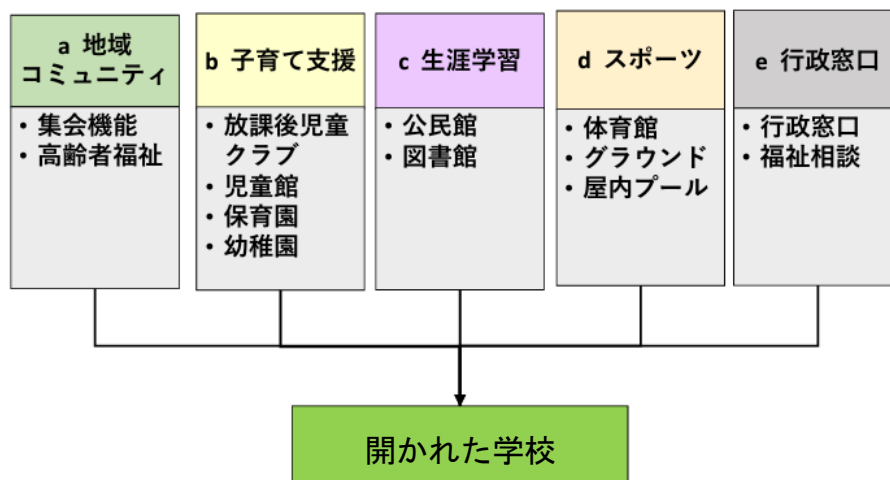 a 地域
コミュニティ
・集会機能
・高齢者福祉
b 子育て支援
・放課後児童
クラブ
・児童館
・保育園
・幼稚園
c 生涯学習
・公民館
・図書館
d スポーツ
・体育館
・グラウンド
・屋内プール
e 行政窓口
・行政窓口
・福祉相談
開かれた学校